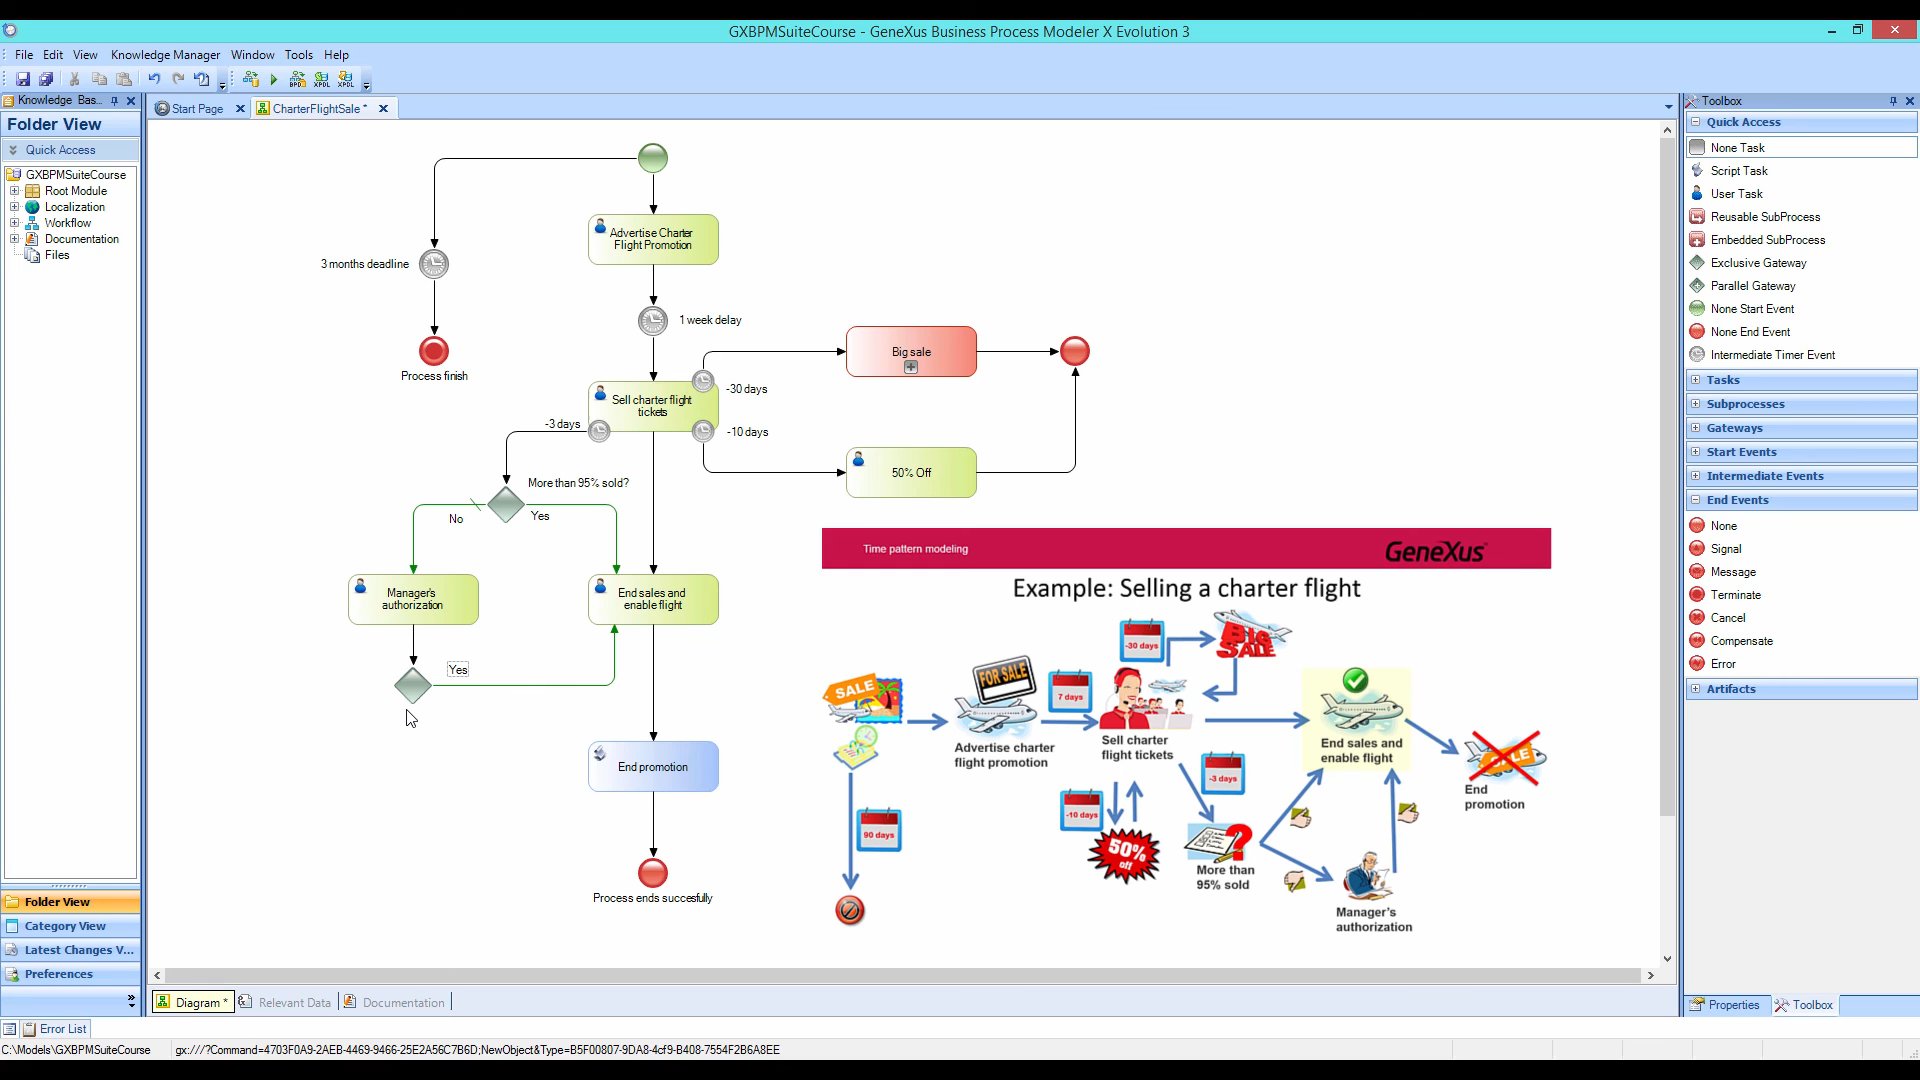 GXBPMSuiteCourse - GeneXus Business Process Modeler X Evolution 3
File Edit View Knowledge Manager Window Tools Help
Knowledge Bas...
Start Page
CharterFlightSale *
Toolbox
Folder View
Quick Access
GXBPMSuiteCourse
Root Module
Localization
Workflow
Documentation
Files
Folder View
Category View
Latest Changes V...
Preferences
3 months deadline
Process finish
Advertise Charter
Flight Promotion
1 week delay
Big sale
-30 days
Sell charter flight
tickets
-3 days
-10 days
50% Off
More than 95% sold?
No
Yes
Manager's
authorization
End sales and
enable flight
Yes
End promotion
Process ends succesfully
Time pattern modeling
GeneXus
Example: Selling a charter flight
-30 days
BIG
SALE
SALE
FOR SALE
7 days
Advertise charter
flight promotion
Sell charter
flight tickets
End sales and
enable flight
SALE
End
promotion
-3 days
-10 days
90 days
50%
off
More than
95% sold
Manager's
authorization
Quick Access
None Task
Script Task
User Task
Reusable SubProcess
Embedded SubProcess
Exclusive Gateway
Parallel Gateway
None Start Event
None End Event
Intermediate Timer Event
Tasks
Subprocesses
Gateways
Start Events
Intermediate Events
End Events
None
Signal
Message
Terminate
Cancel
Compensate
Error
Artifacts
Diagram *
Relevant Data
Documentation
Properties
Toolbox
Error List
C:\Models\GXBPMSuiteCourse
gx:///?Command=4703F0A9-2AEB-4469-9466-25E2A56C7B6D;NewObject&Type=B5F00807-9DA8-4cf9-B408-7554F2B6A8EE